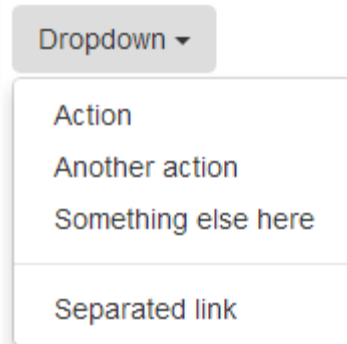 Dropdown
Action
Another action
Something else here
Separated link